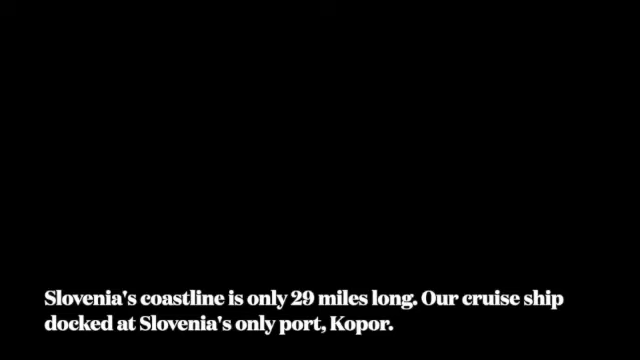 Slovenia's coastline is only 29 miles long. Our cruise ship
docked at Slovenia's only port, Kopor.